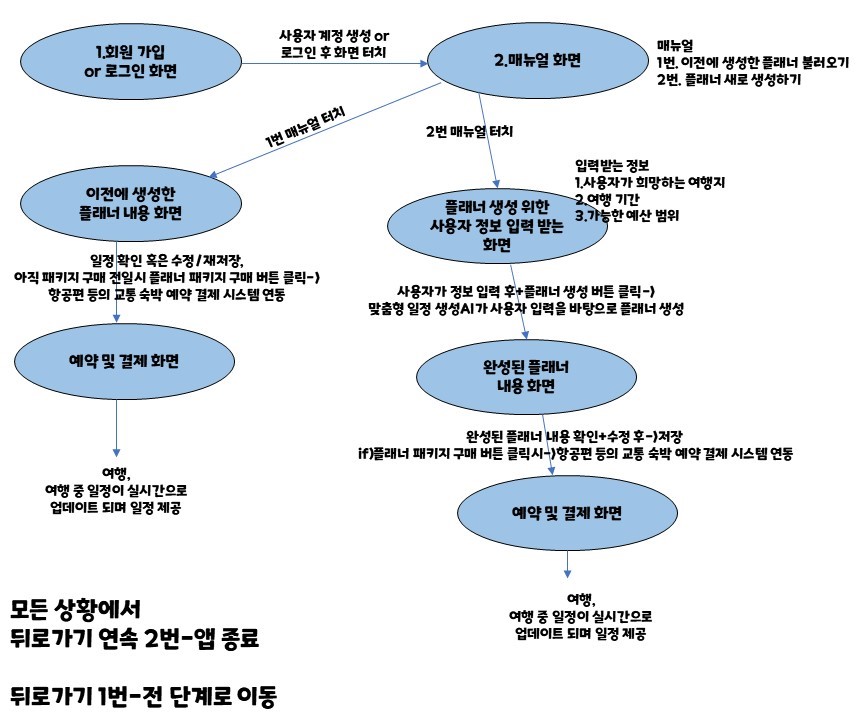 1.회원 가입
or 로그인 화면
사용자 계정 생성 or
로그인 후 화면 터치
2.매뉴얼 화면
매뉴얼
1번. 이전에 생성한 플래너 불러오기
2번. 플래너 새로 생성하기
1번 매뉴얼 터치
2번 매뉴얼 터치
이전에 생성한
플래너 내용 화면
입력받는 정보
1.사용자가 희망하는 여행지
2.여행 기간
3.가능한 예산 범위
플래너 생성 위한
사용자 정보 입력 받는
화면
일정 확인 혹은 수정/재저장,
아직 패키지 구매 전일시 플래너 패키지 구매 버튼 클릭->
항공편 등의 교통 숙박 예약 결제 시스템 연동
사용자가 정보 입력 후+플래너 생성 버튼 클릭->
맞춤형 일정 생성AI가 사용자 입력을 바탕으로 플래너 생성
예약 및 결제 화면
완성된 플래너
내용 화면
완성된 플래너 내용 확인+수정 후->저장
if)플래너 패키지 구매 버튼 클릭시->항공편 등의 교통 숙박 예약 결제 시스템 연동
여행,
여행 중 일정이 실시간으로
업데이트 되며 일정 제공
예약 및 결제 화면
여행,
여행 중 일정이 실시간으로
업데이트 되며 일정 제공
모든 상황에서
뒤로가기 연속 2번-앱 종료
뒤로가기 1번-전 단계로 이동